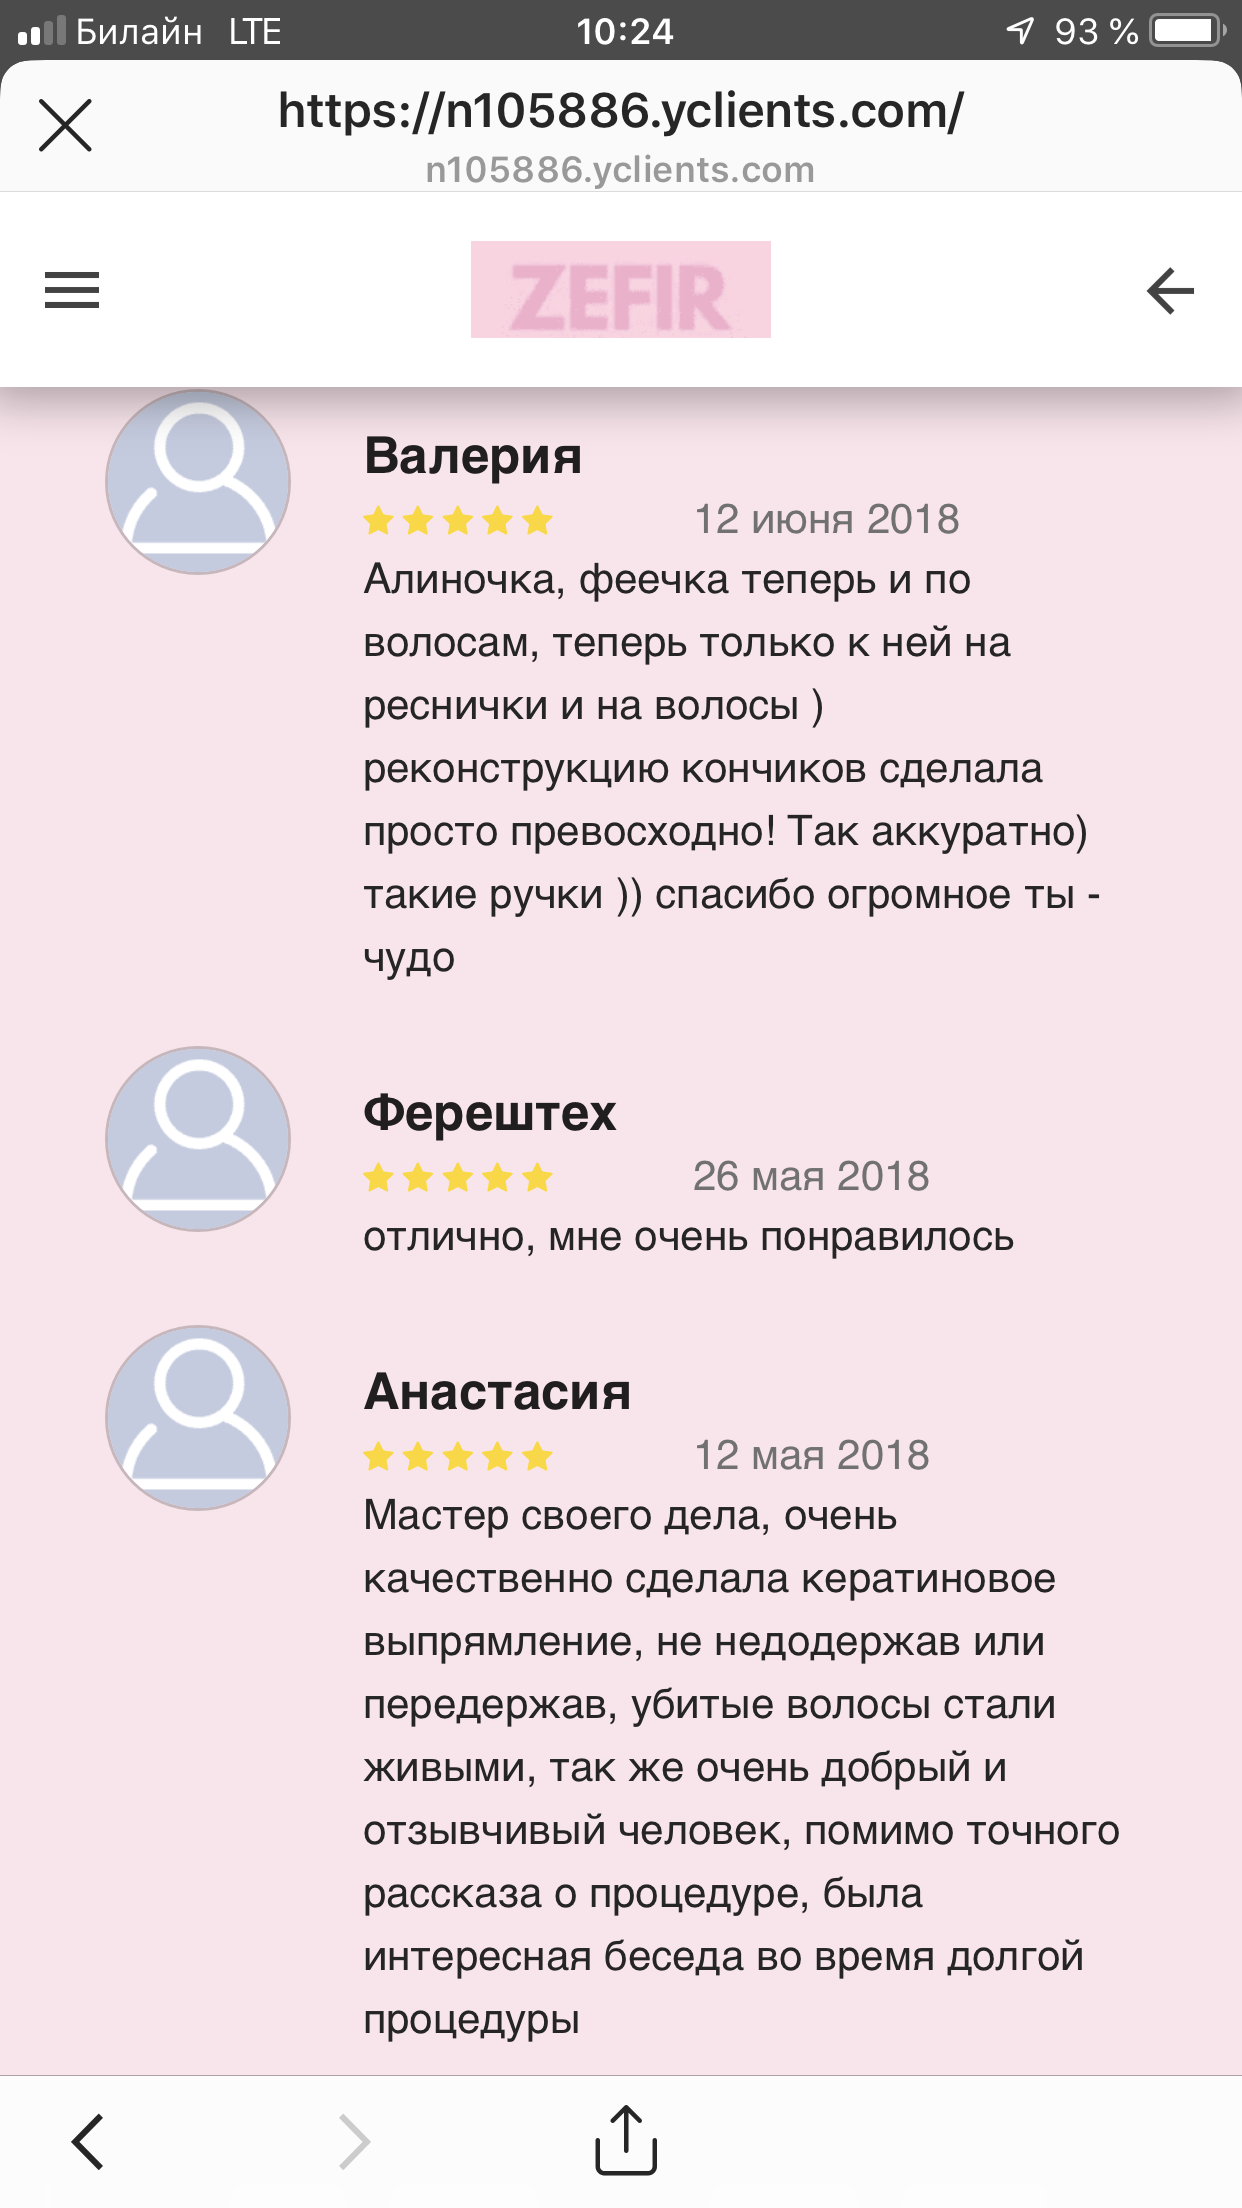 Билайн LTE 10:24 93 %
https://n105886.yclients.com/
n105886.yclients.com
ZEFIR
Валерия
12 июня 2018
Алиночка, феечка теперь и по
волосам, теперь только к ней на
реснички и на волосы )
реконструкцию кончиков сделала
просто превосходно! Так аккуратно)
такие ручки )) спасибо огромное ты -
чудо
Ферештех
26 мая 2018
отлично, мне очень понравилось
Анастасия
12 мая 2018
Мастер своего дела, очень
качественно сделала кератиновое
выпрямление, не недодержав или
передержав, убитые волосы стали
живыми, так же очень добрый и
отзывчивый человек, помимо точного
рассказа о процедуре, была
интересная беседа во время долгой
процедуры